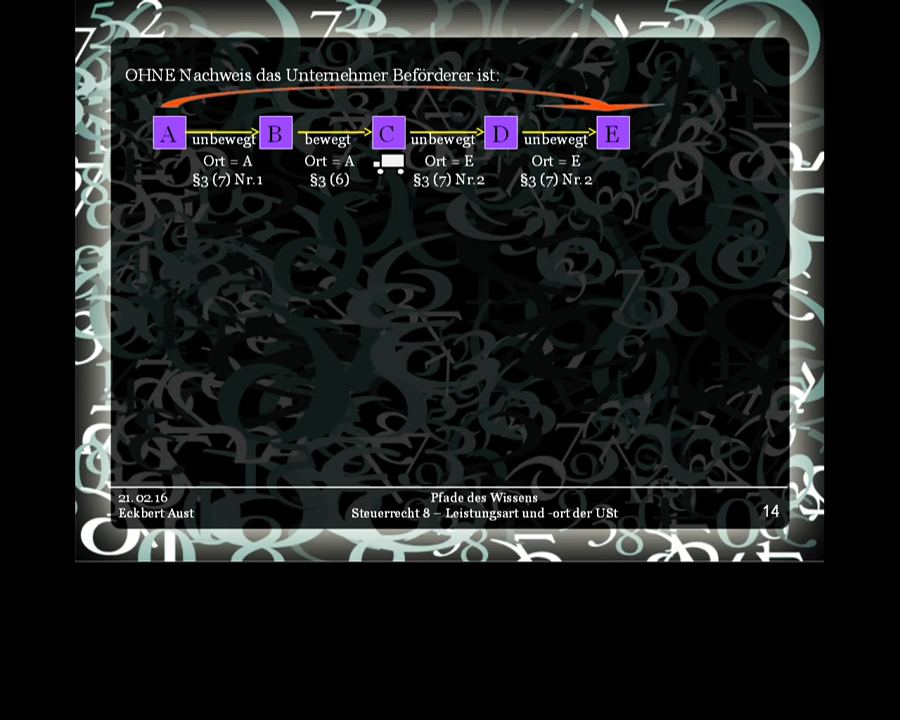 OHNE Nachweis das Unternehmer Beförderer ist:
A unbewegt B bewegt C unbewegt D unbewegt E
Ort = A Ort = A Ort = E Ort = E
§3 (7) Nr.1 §3 (6) §3 (7) Nr.2 §3 (7) Nr.2
21.02.16 Pfade des Wissens
Eckbert Aust Steuerrecht 8 – Leistungsart und -ort der USt 14